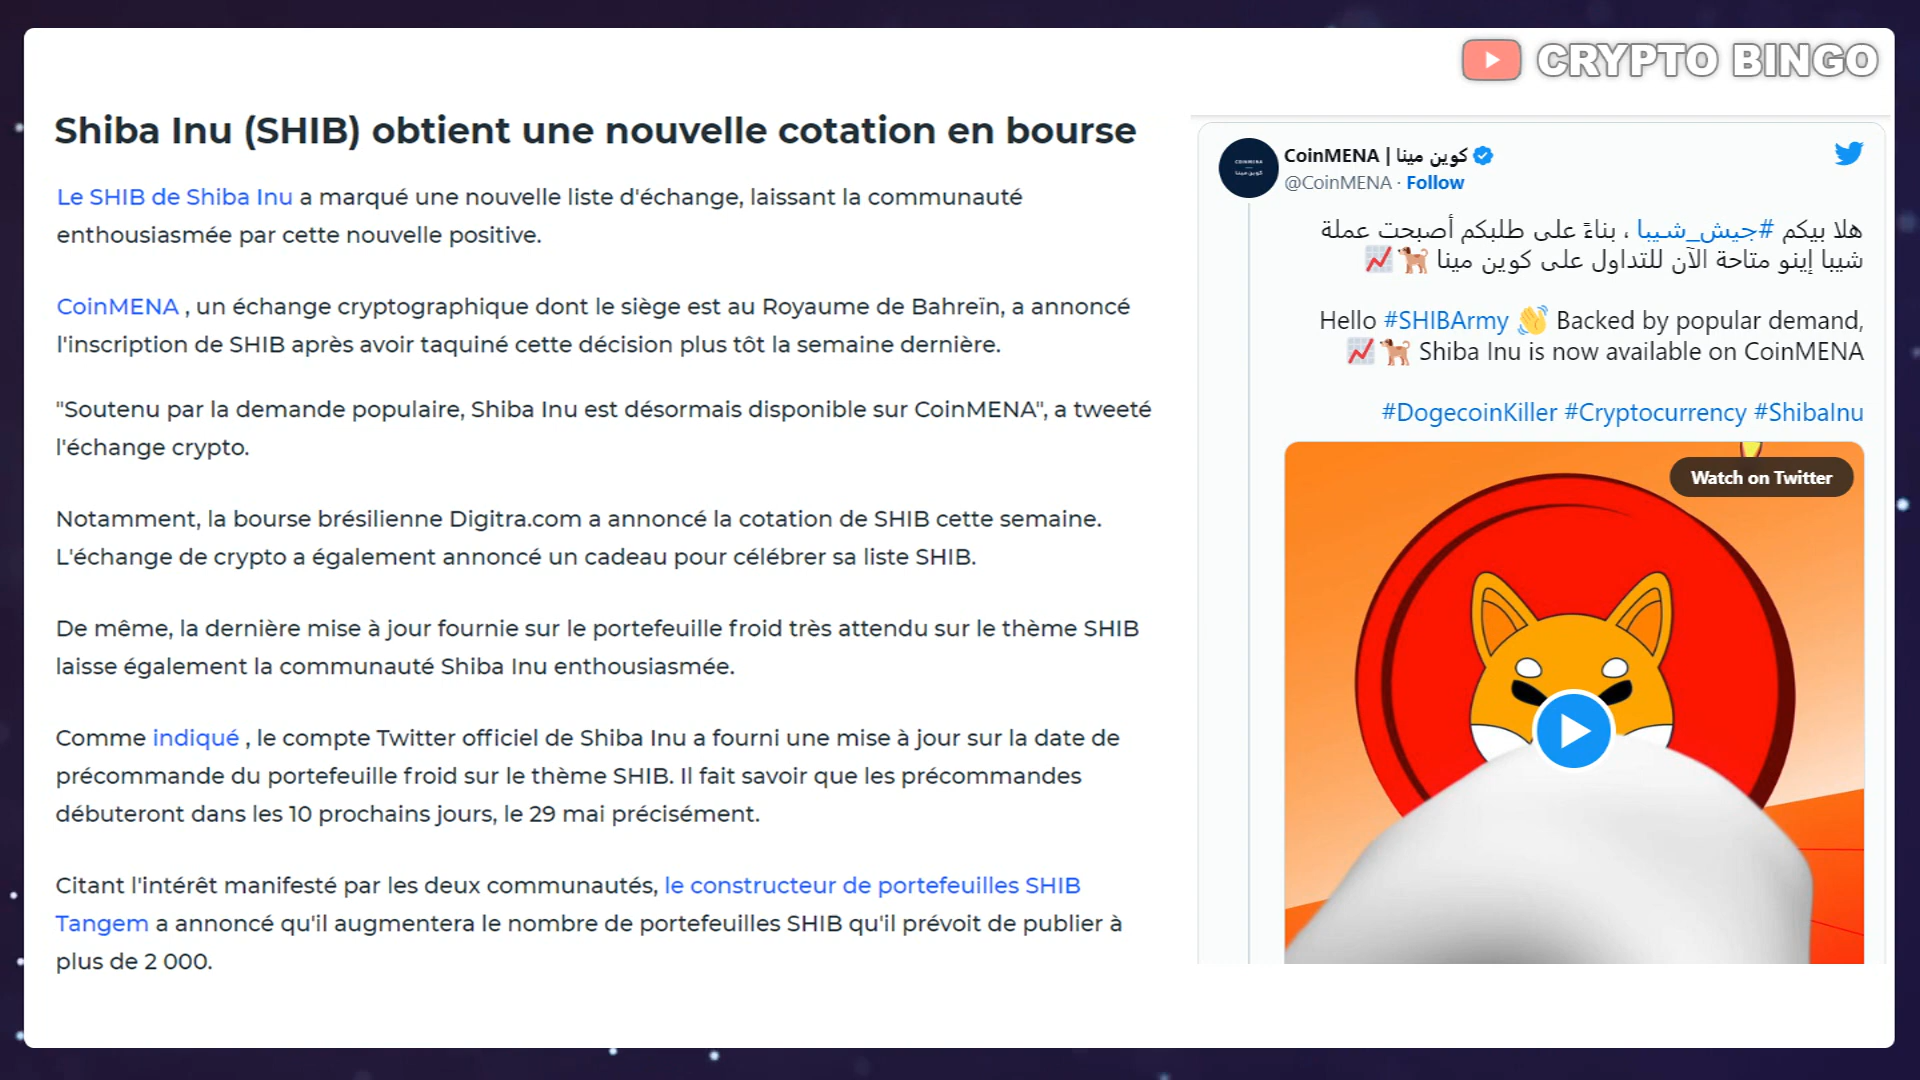 CRYPTO BINGO
Shiba Inu (SHIB) obtient une nouvelle cotation en bourse
Le SHIB de Shiba Inu a marqué une nouvelle liste d'échange, laissant la communauté
enthousiasmée par cette nouvelle positive.
CoinMENA , un échange cryptographique dont le siège est au Royaume de Bahreïn, a annoncé
l'inscription de SHIB après avoir taquiné cette décision plus tôt la semaine dernière.
"Soutenu par la demande populaire, Shiba Inu est désormais disponible sur CoinMENA", a tweeté
l'échange crypto.
Notamment, la bourse brésilienne Digitra.com a annoncé la cotation de SHIB cette semaine.
L'échange de crypto a également annoncé un cadeau pour célébrer sa liste SHIB.
De même, la dernière mise à jour fournie sur le portefeuille froid très attendu sur le thème SHIB
laisse également la communauté Shiba Inu enthousiasmée.
Comme indiqué , le compte Twitter officiel de Shiba Inu a fourni une mise à jour sur la date de
précommande du portefeuille froid sur le thème SHIB. Il fait savoir que les précommandes
débuteront dans les 10 prochains jours, le 29 mai précisément.
Citant l'intérêt manifesté par les deux communautés, le constructeur de portefeuilles SHIB
Tangem a annoncé qu'il augmentera le nombre de portefeuilles SHIB qu'il prévoit de publier à
plus de 2 000.
COINMENA
كوين مينا
CoinMENA | كوين مينا
@CoinMENA · Follow
هلا بيكم #جيش_شيبا ، بناءً على طلبكم أصبحت عملة
شيبا إينو متاحة الآن للتداول على كوين مينا 🐕📈
Hello #SHIBArmy 👋 Backed by popular demand,
📈🐕 Shiba Inu is now available on CoinMENA
#DogecoinKiller #Cryptocurrency #ShibaInu
Watch on Twitter